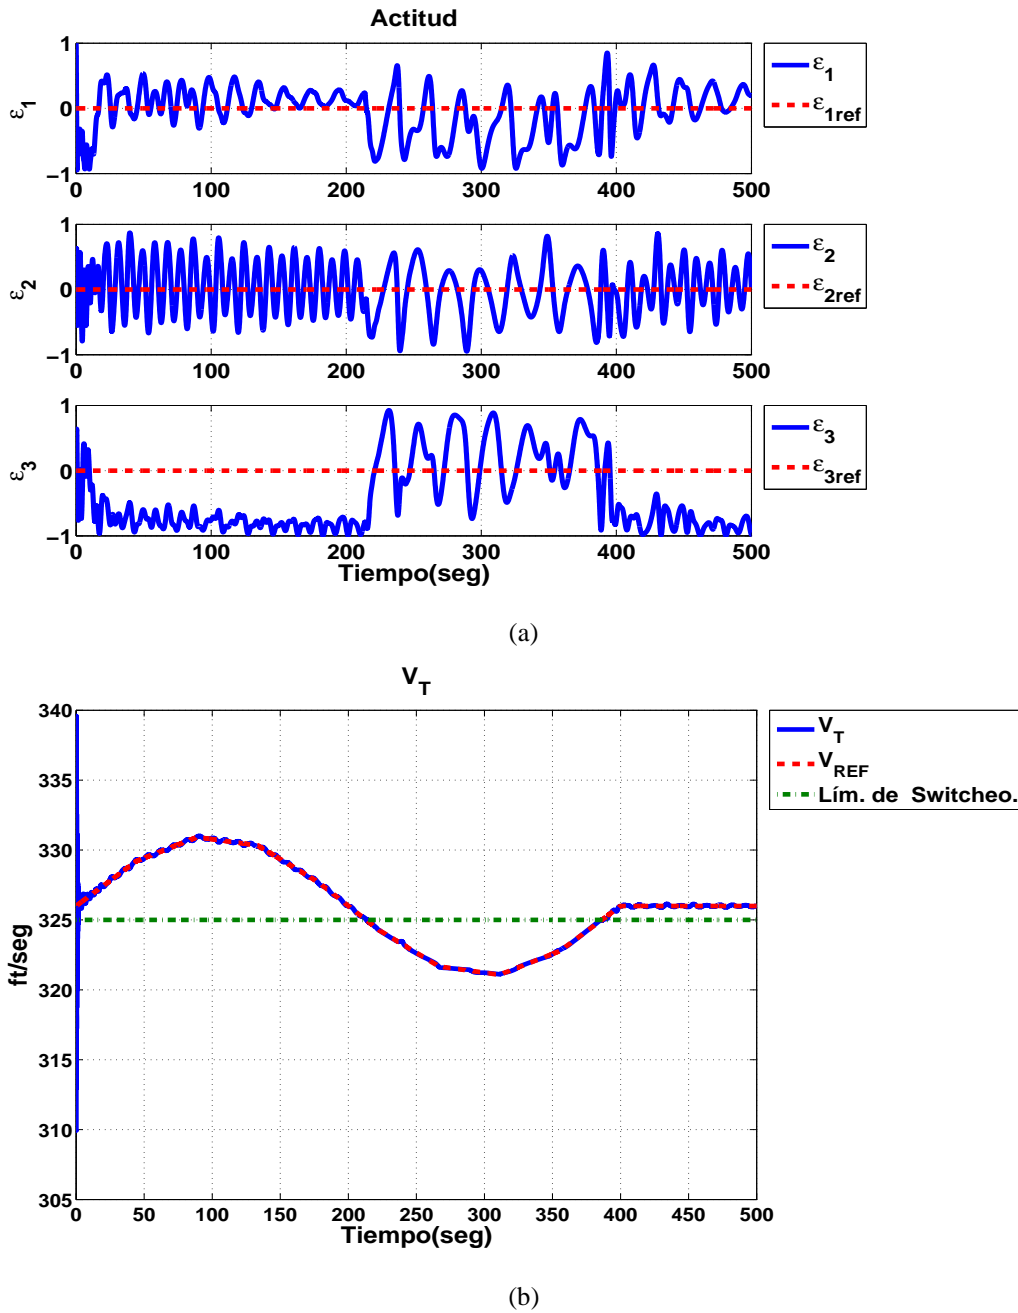 Actitud
1
0
−1
ε1
0
100
200
300
400
500
ε1
ε1ref
1
0
−1
ε2
0
100
200
300
400
500
ε2
ε2ref
1
0
−1
ε3
0
100
200
300
400
500
Tiempo(seg)
ε3
ε3ref
(a)
VT
340
335
330
325
320
315
310
305
ft/seg
0
50
100
150
200
250
300
350
400
450
500
Tiempo(seg)
VT
VREF
Lím. de Switcheo.
(b)